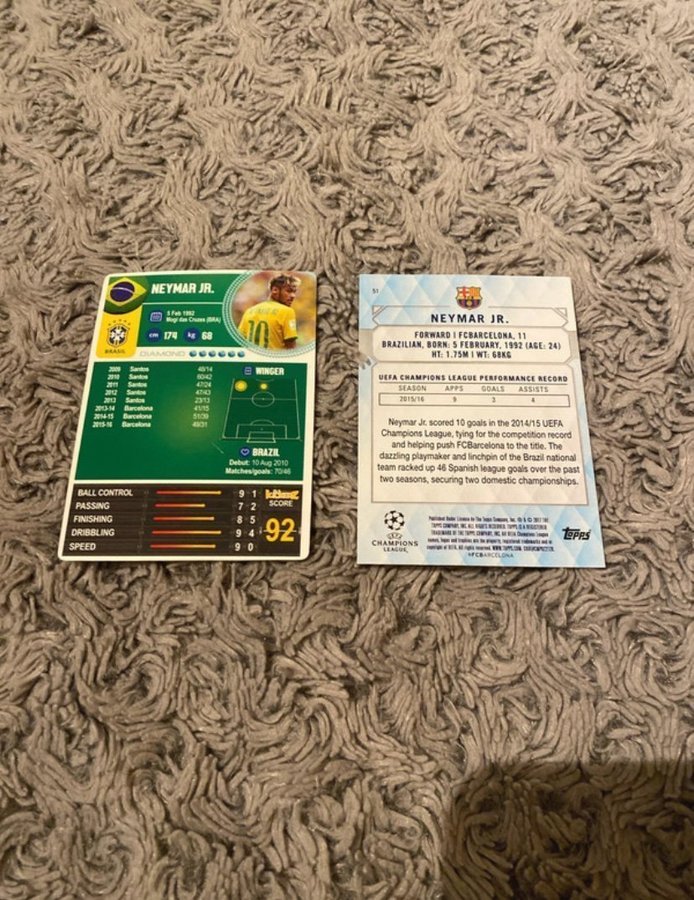 NEYMAR JR.
5 Feb 1992
Mogi das Cruzes (BRA)
cm 174 kg 68
BRASIL
DIAMOND
10
2009 Santos 48/14
2010 Santos 60/42
2011 Santos 47/24
2012 Santos 47/43
2013 Santos 23/13
2013-14 Barcelona 41/15
2014-15 Barcelona 51/39
2015-16 Barcelona 49/31
WINGER
BRAZIL
Debut: 10 Aug 2010
Matches/goals: 70/46
BALL CONTROL 9 1
PASSING 7 2
FINISHING 8 5
DRIBBLING 9 4
SPEED 9 0
SCORE
92
51
NEYMAR JR.
FORWARD | FCBARCELONA, 11
BRAZILIAN, BORN: 5 FEBRUARY, 1992 (AGE: 24)
HT: 1.75M | WT: 68KG
UEFA CHAMPIONS LEAGUE PERFORMANCE RECORD
SEASON APPS GOALS ASSISTS
2015/16 9 3 4
Neymar Jr. scored 10 goals in the 2014/15 UEFA
Champions League, tying for the competition record
and helping push FCBarcelona to the title. The
dazzling playmaker and linchpin of the Brazil national
team racked up 46 Spanish league goals over the past
two seasons, securing two domestic championships.
UEFA
CHAMPIONS
LEAGUE
Topps
©FCBARCELONA